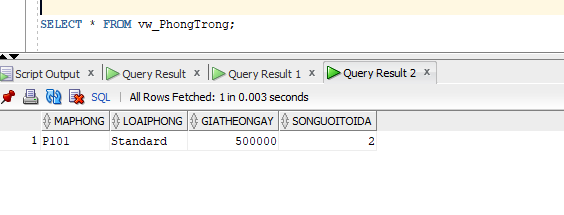 SELECT * FROM vw_PhongTrong;
Script Output x Query Result x Query Result 1 x Query Result 2 x
SQL | All Rows Fetched: 1 in 0.003 seconds
MAPHONG LOAIPHONG GIATHEONGAY SONGUOITOIDA
1 P101 Standard 500000 2